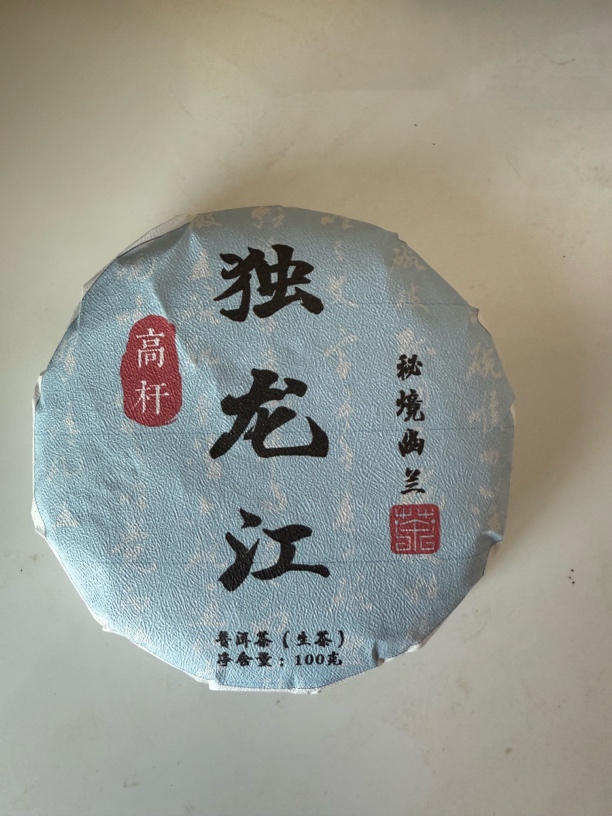 独龙江
高杆
秘境幽兰
茶
普洱茶（生茶）
净含量：100克